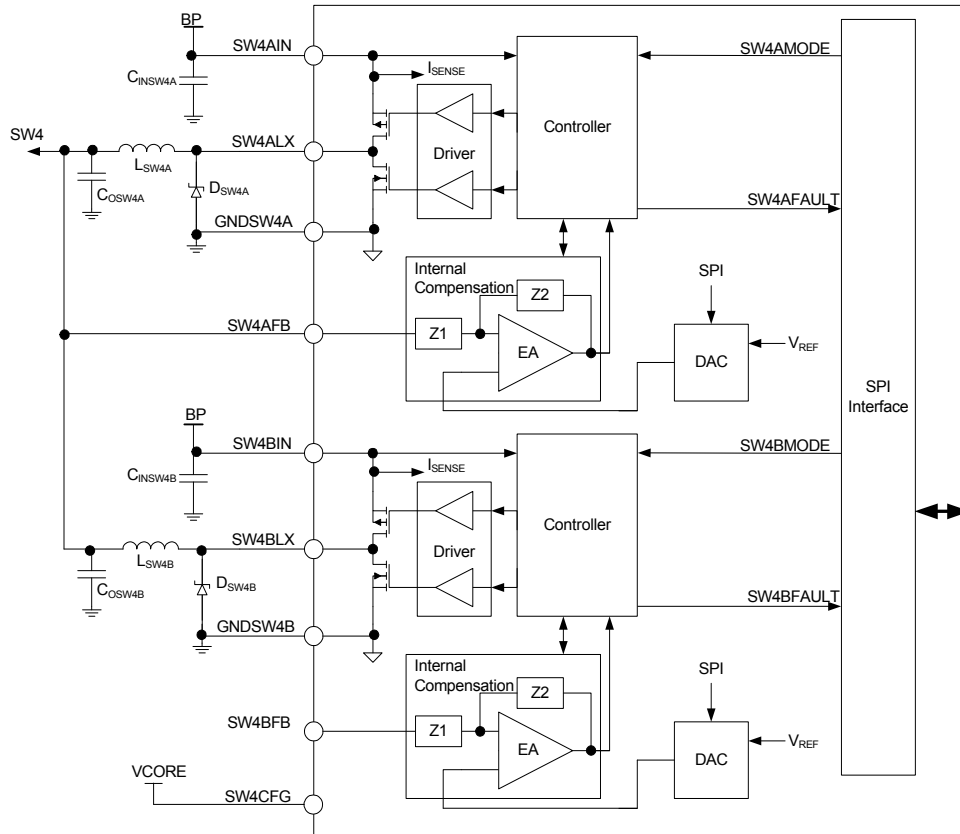 BP
SW4AIN
SW4AMODE
CINSW4A
ISENSE
Controller
SW4
SW4ALX
Driver
LSW4A
DSW4A
COSW4A
SW4AFAULT
GNDSW4A
Internal
Compensation
SPI
Z2
SW4AFB
Z1
EA
DAC
VREF
SPI
Interface
BP
SW4BIN
SW4BMODE
CINSW4B
ISENSE
Controller
SW4BLX
Driver
LSW4B
DSW4B
COSW4B
SW4BFAULT
GNDSW4B
Internal
Compensation
SPI
Z2
SW4BFB
Z1
EA
DAC
VREF
VCORE
SW4CFG